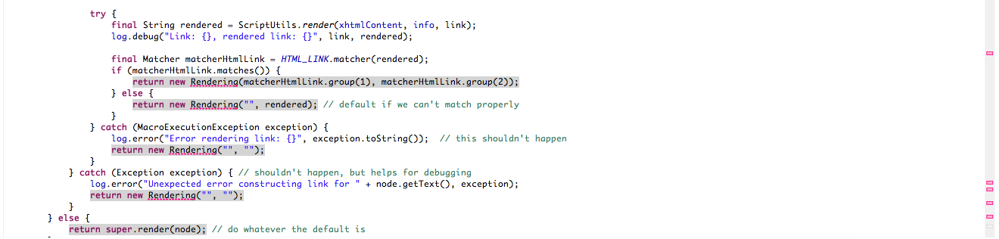 try {
final String rendered = ScriptUtils.render(xhtmlContent, info, link);
log.debug("Link: {}, rendered link: {}", link, rendered);
final Matcher matcherHtmlLink = HTML_LINK.matcher(rendered);
if (matcherHtmlLink.matches()) {
return new Rendering(matcherHtmlLink.group(1), matcherHtmlLink.group(2));
} else {
return new Rendering("", rendered); // default if we can't match properly
}
} catch (MacroExecutionException exception) {
log.error("Error rendering link: {}", exception.toString());  // this shouldn't happen
return new Rendering("", "");
}
} catch (Exception exception) { // shouldn't happen, but helps for debugging
log.error("Unexpected error constructing link for " + node.getText(), exception);
return new Rendering("", "");
}
} else {
return super.render(node); // do whatever the default is